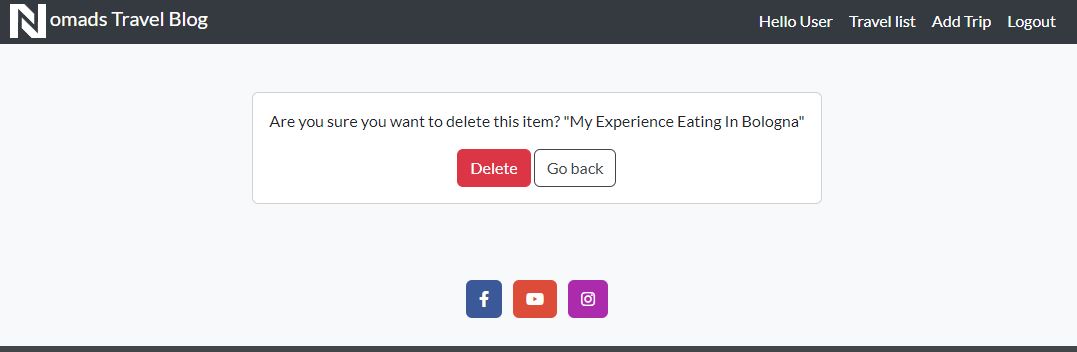 Nomads Travel Blog
Hello User Travel list Add Trip Logout
Are you sure you want to delete this item? "My Experience Eating In Bologna"
Delete Go back